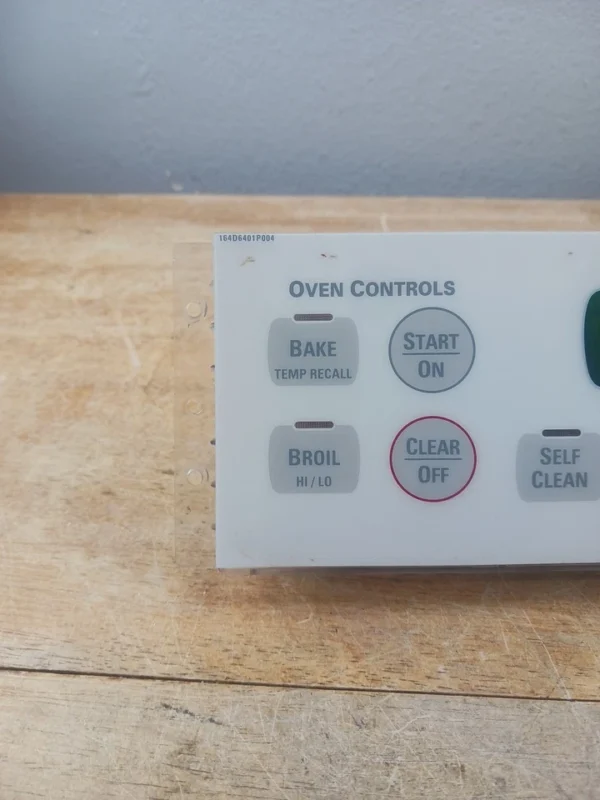 164D6401P004
OVEN CONTROLS
BAKE
TEMP RECALL
START
ON
BROIL
HI / LO
CLEAR
OFF
SELF
CLEAN